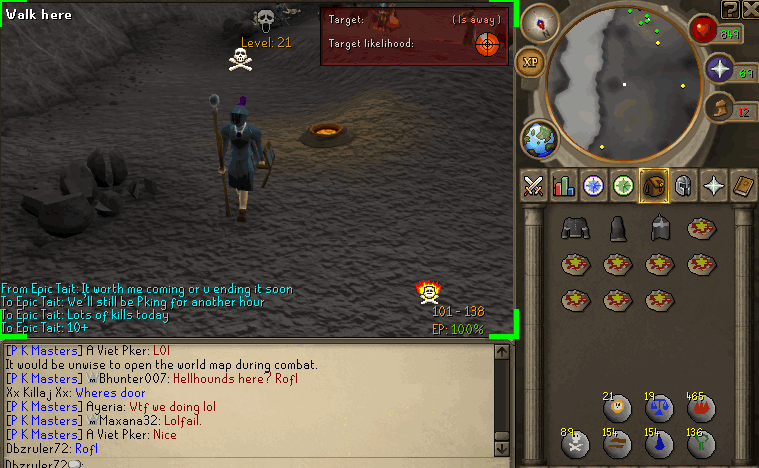 Walk here
Target: (Is away)
Target likelihood:
Level: 21
849
XP
69
12
From Epic Tait: It worth me coming or u ending it soon
To Epic Tait: We'll still be Pking for another hour
To Epic Tait: Lots of kills today
To Epic Tait: 10+
101 - 138
EP: 100%
[P K Masters] A Viet Pker: LOl
It would be unwise to open the world map during combat.
[P K Masters] Bhunter007: Hellhounds here? Rofl
Xx Killaj Xx: Wheres door
[P K Masters] Ayeria: Wtf we doing lol
[P K Masters] Maxana32: Lolfail.
[P K Masters] A Viet Pker: Nice
Dbzruler72: Rofl
Dbzruler72:
21 19 465
89 154 154 136